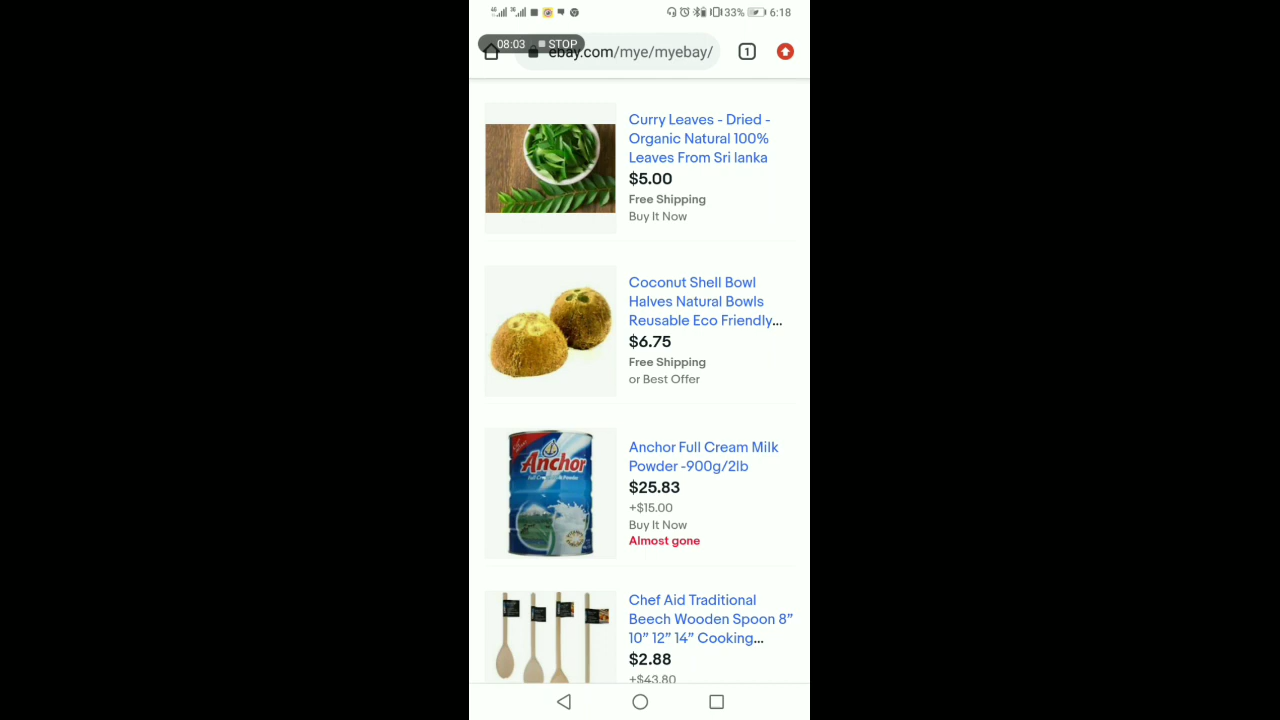 33% 6:18
08:03 STOP
ebay.com/mye/myebay/
1
Curry Leaves - Dried -
Organic Natural 100%
Leaves From Sri lanka
$5.00
Free Shipping
Buy It Now
Coconut Shell Bowl
Halves Natural Bowls
Reusable Eco Friendly...
$6.75
Free Shipping
or Best Offer
Anchor
Anchor Full Cream Milk
Powder -900g/2lb
$25.83
+$15.00
Buy It Now
Almost gone
Chef Aid Traditional
Beech Wooden Spoon 8”
10” 12” 14” Cooking...
$2.88
+$43.80